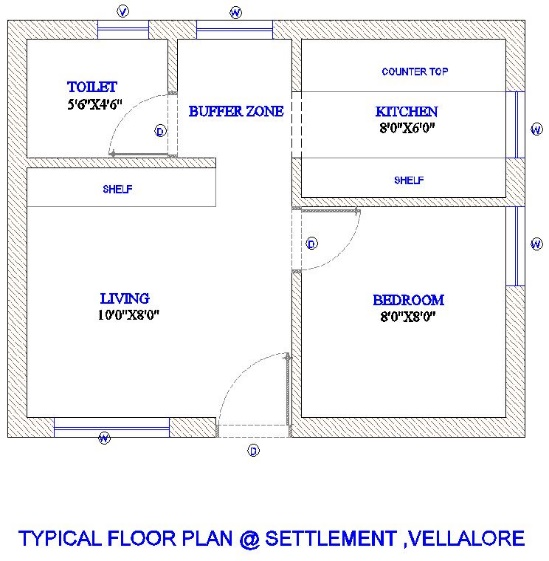 V
W
TOILET
5'6"X4'6"
COUNTER TOP
BUFFER ZONE
KITCHEN
8'0"X6'0"
D
W
SHELF
SHELF
D
W
LIVING
10'0"X8'0"
BEDROOM
8'0"X8'0"
W
D
TYPICAL FLOOR PLAN @ SETTLEMENT ,VELLALORE